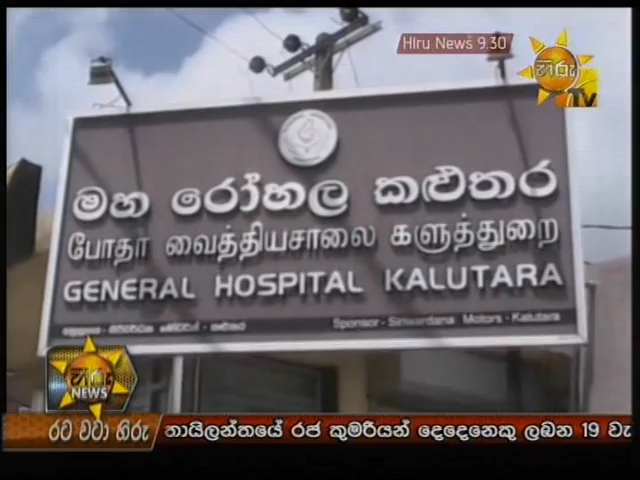 Hiru News 9.30
හිරු
TV
මහ රෝහල කළුතර
போதா வைத்தியசாலை களுத்துறை
GENERAL HOSPITAL KALUTARA
Sponsor - Siriwardana Motors - Kalutara
හිරු
NEWS
රට වටා හිරු
තායිලන්තයේ රජ කුමරියන් දෙදෙනෙකු ලබන 19 වැ